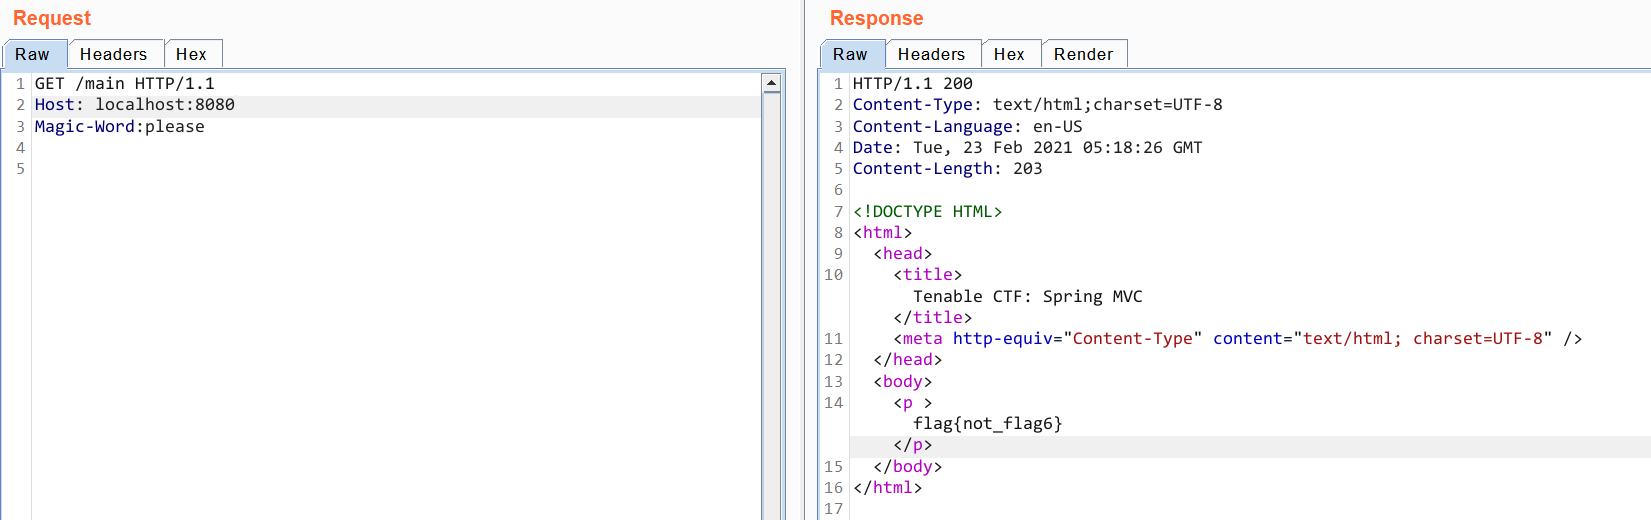 Request
Raw Headers Hex
1 GET /main HTTP/1.1
2 Host: localhost:8080
3 Magic-Word:please
4
5
Response
Raw Headers Hex Render
1 HTTP/1.1 200
2 Content-Type: text/html;charset=UTF-8
3 Content-Language: en-US
4 Date: Tue, 23 Feb 2021 05:18:26 GMT
5 Content-Length: 203
6
7 <!DOCTYPE HTML>
8 <html>
9 <head>
10 <title>
Tenable CTF: Spring MVC
</title>
11 <meta http-equiv="Content-Type" content="text/html; charset=UTF-8" />
12 </head>
13 <body>
14 <p >
flag{not_flag6}
</p>
15 </body>
16 </html>
17